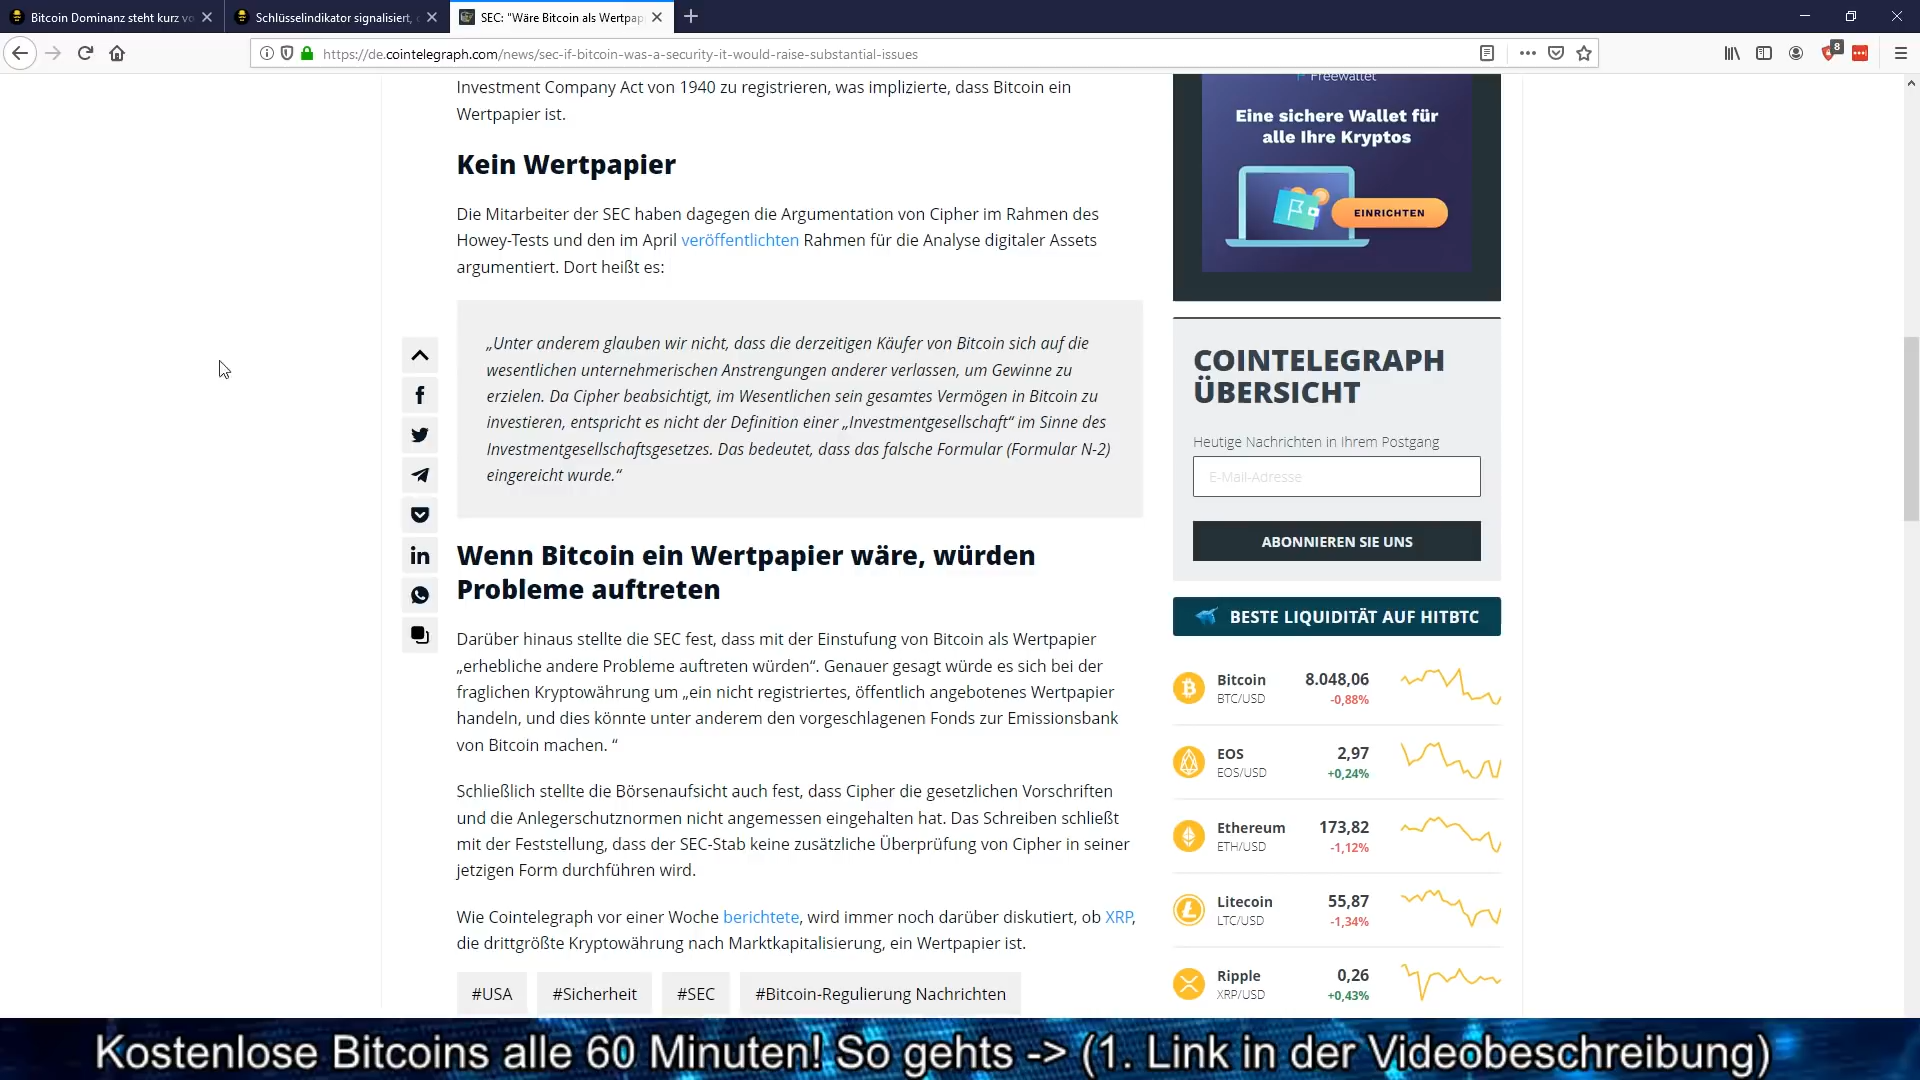 Bitcoin Dominanz steht kurz vo
Schlüsselindikator signalisiert,
SEC: "Wäre Bitcoin als Wertpap
https://de.cointelegraph.com/news/sec-if-bitcoin-was-a-security-it-would-raise-substantial-issues
8
Investment Company Act von 1940 zu registrieren, was implizierte, dass Bitcoin ein
Wertpapier ist.
Kein Wertpapier
Die Mitarbeiter der SEC haben dagegen die Argumentation von Cipher im Rahmen des
Howey-Tests und den im April veröffentlichten Rahmen für die Analyse digitaler Assets
argumentiert. Dort heißt es:
„Unter anderem glauben wir nicht, dass die derzeitigen Käufer von Bitcoin sich auf die
wesentlichen unternehmerischen Anstrengungen anderer verlassen, um Gewinne zu
erzielen. Da Cipher beabsichtigt, im Wesentlichen sein gesamtes Vermögen in Bitcoin zu
investieren, entspricht es nicht der Definition einer „Investmentgesellschaft“ im Sinne des
Investmentgesellschaftsgesetzes. Das bedeutet, dass das falsche Formular (Formular N-2)
eingereicht wurde.“
Wenn Bitcoin ein Wertpapier wäre, würden
Probleme auftreten
Darüber hinaus stellte die SEC fest, dass mit der Einstufung von Bitcoin als Wertpapier
„erhebliche andere Probleme auftreten würden“. Genauer gesagt würde es sich bei der
fraglichen Kryptowährung um „ein nicht registriertes, öffentlich angebotenes Wertpapier
handeln, und dies könnte unter anderem den vorgeschlagenen Fonds zur Emissionsbank
von Bitcoin machen. “
Schließlich stellte die Börsenaufsicht auch fest, dass Cipher die gesetzlichen Vorschriften
und die Anlegerschutznormen nicht angemessen eingehalten hat. Das Schreiben schließt
mit der Feststellung, dass der SEC-Stab keine zusätzliche Überprüfung von Cipher in seiner
jetzigen Form durchführen wird.
Wie Cointelegraph vor einer Woche berichtete, wird immer noch darüber diskutiert, ob XRP,
die drittgrößte Kryptowährung nach Marktkapitalisierung, ein Wertpapier ist.
#USA
#Sicherheit
#SEC
#Bitcoin-Regulierung Nachrichten
Freewallet
Eine sichere Wallet für
alle Ihre Kryptos
EINRICHTEN
COINTELEGRAPH
ÜBERSICHT
Heutige Nachrichten in Ihrem Postgang
E-Mail-Adresse
ABONNIEREN SIE UNS
BESTE LIQUIDITÄT AUF HITBTC
Bitcoin 8.048,06
BTC/USD -0,88%
EOS 2,97
EOS/USD +0,24%
Ethereum 173,82
ETH/USD -1,12%
Litecoin 55,87
LTC/USD -1,34%
Ripple 0,26
XRP/USD +0,43%
Kostenlose Bitcoins alle 60 Minuten! So gehts -> (1. Link in der Videobeschreibung)